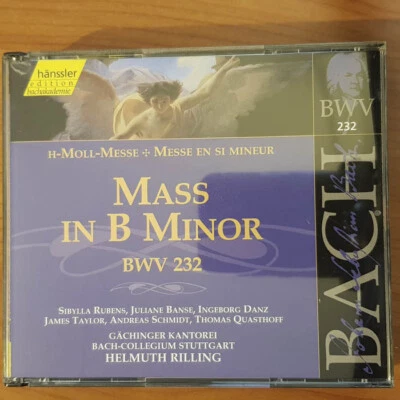 hänssler
edition
bachakademie
BWV
232
H-MOLL-MESSE ✢ MESSE EN SI MINEUR
MASS
IN B MINOR
BWV 232
SIBYLLA RUBENS, JULIANE BANSE, INGEBORG DANZ
JAMES TAYLOR, ANDREAS SCHMIDT, THOMAS QUASTHOFF
GÄCHINGER KANTOREI
BACH-COLLEGIUM STUTTGART
HELMUTH RILLING
BACH